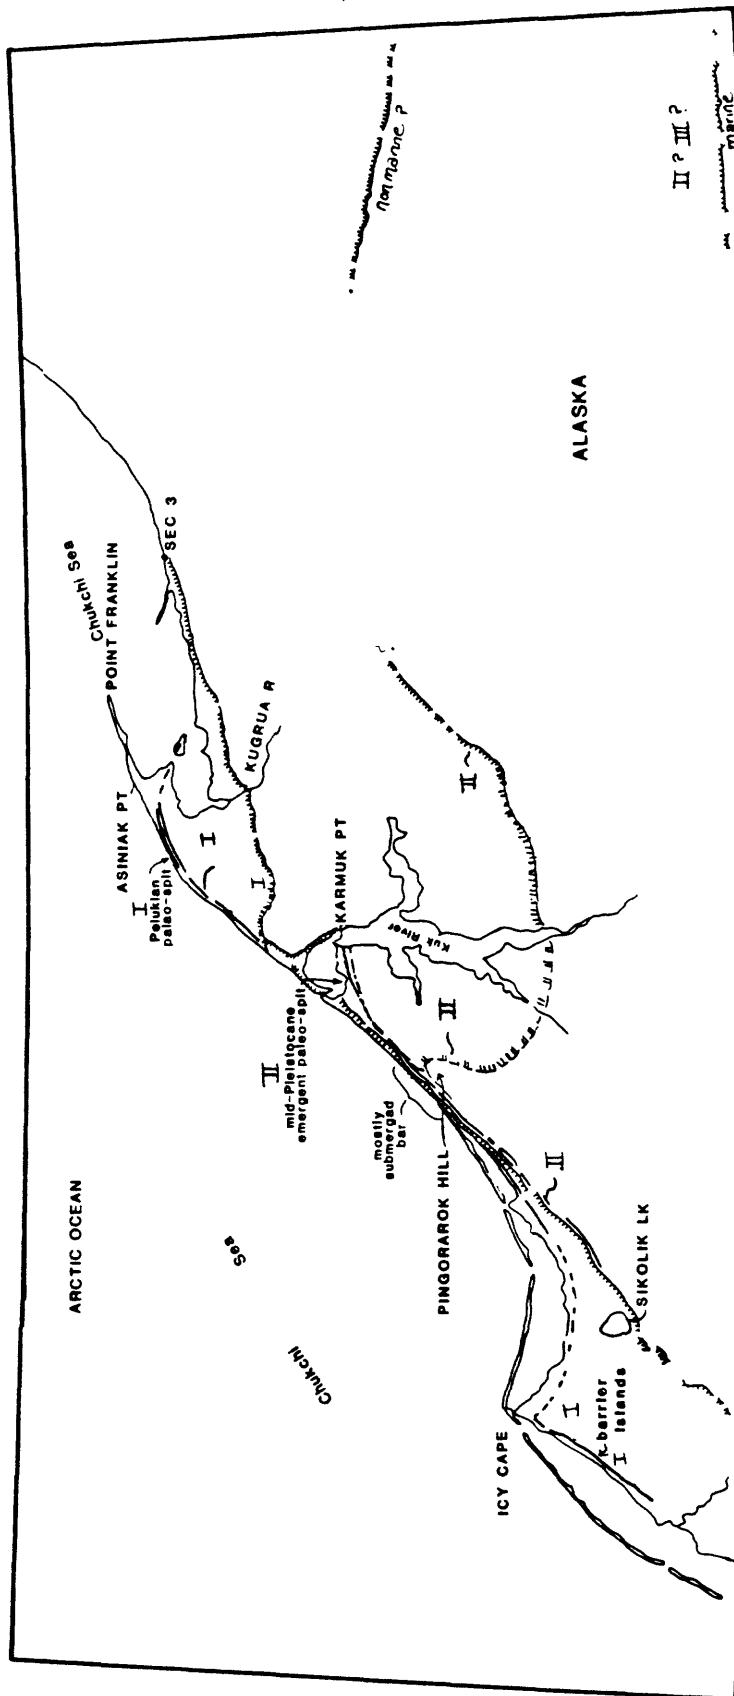 ARCTIC OCEAN
Chukchi
Sea
ICY CAPE
I
barrier
Islands
I
SIKOLIK LK
II
PINGORAROK HILL
mostly
submergad
bar
II
mid-Pleistocane
emergent paleo-spit
II
Kuk River
KARMUK PT
I
Pelukian
paleo-spit
ASINIAK PT
I
I
KUGRUA R
POINT FRANKLIN
Chukchi Sea
SEC 3
II
ALASKA
nonmarine ?
II ? III ?
marine